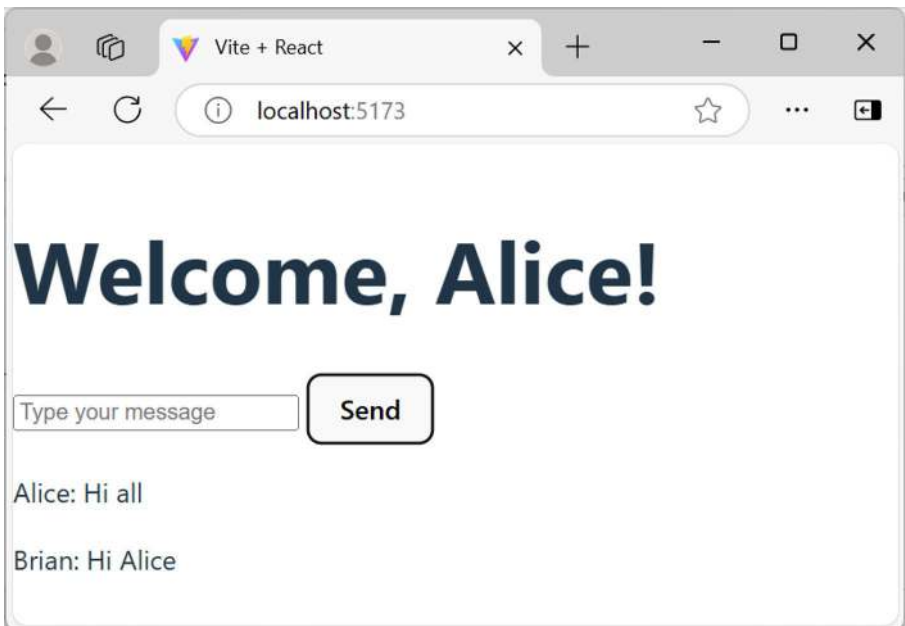 Vite + React
localhost:5173
Welcome, Alice!
Type your message
Send
Alice: Hi all
Brian: Hi Alice